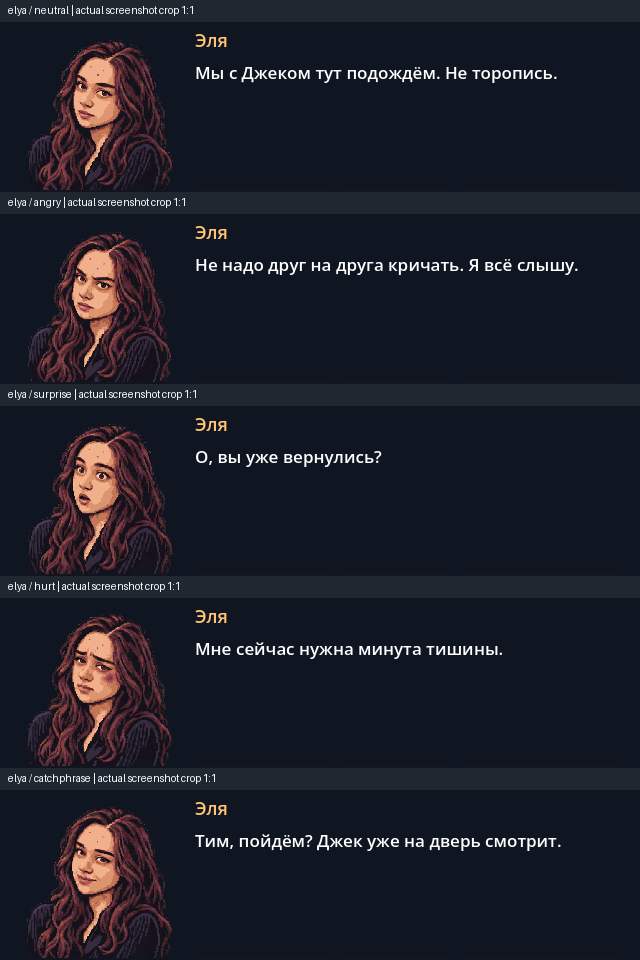 elya / neutral | actual screenshot crop 1:1
Эля
Мы с Джеком тут подождём. Не торопись.
elya / angry | actual screenshot crop 1:1
Эля
Не надо друг на друга кричать. Я всё слышу.
elya / surprise | actual screenshot crop 1:1
Эля
О, вы уже вернулись?
elya / hurt | actual screenshot crop 1:1
Эля
Мне сейчас нужна минута тишины.
elya / catchphrase | actual screenshot crop 1:1
Эля
Тим, пойдём? Джек уже на дверь смотрит.